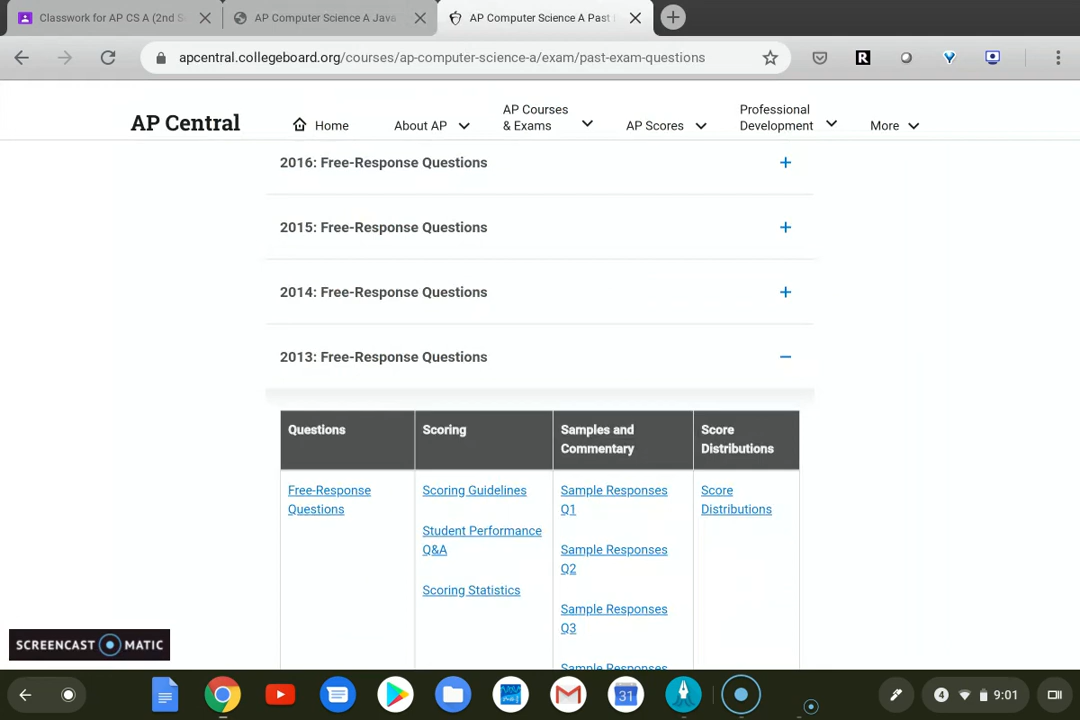 Classwork for AP CS A (2nd S
AP Computer Science A Java
AP Computer Science A Past
apcentral.collegeboard.org/courses/ap-computer-science-a/exam/past-exam-questions
AP Central
Home
About AP
AP Courses
& Exams
AP Scores
Professional
Development
More
2016: Free-Response Questions
2015: Free-Response Questions
2014: Free-Response Questions
2013: Free-Response Questions
Questions
Scoring
Samples and
Commentary
Score
Distributions
Free-Response
Questions
Scoring Guidelines
Student Performance
Q&A
Scoring Statistics
Sample Responses
Q1
Sample Responses
Q2
Sample Responses
Q3
Sample Responses
Score
Distributions
SCREENCAST MATIC
31
4
9:01